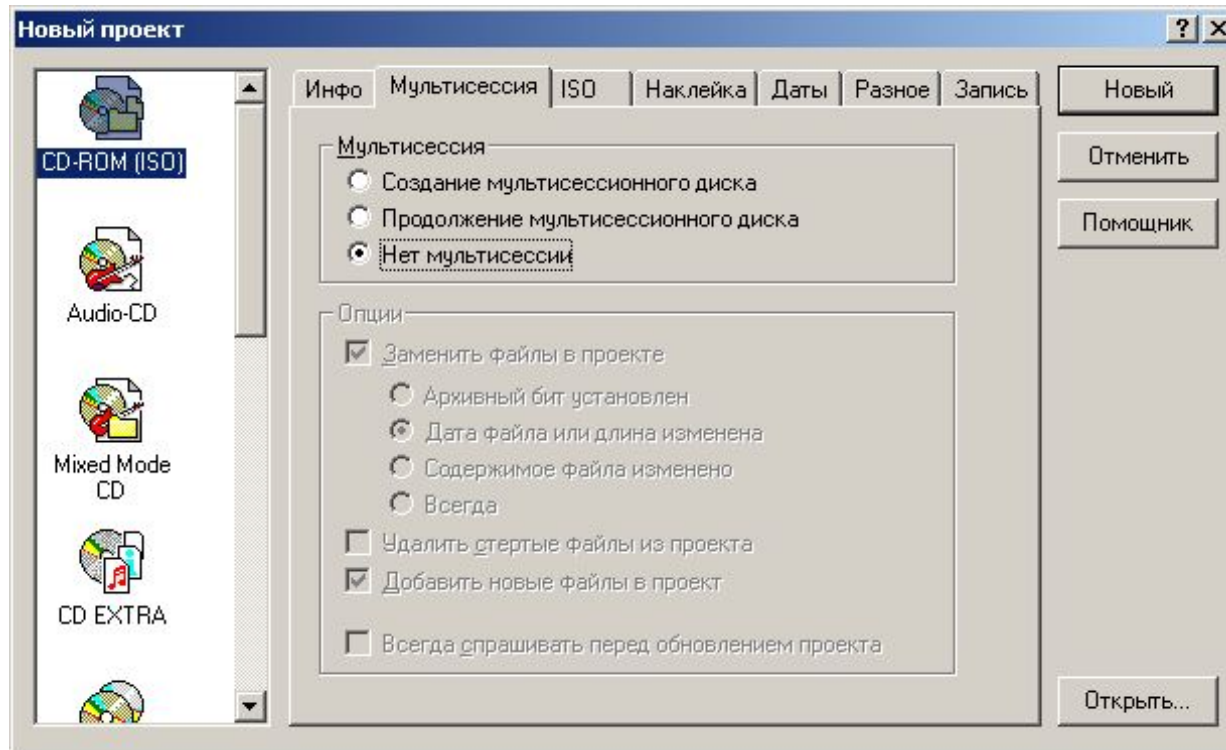 Новый проект
CD-ROM (ISO)
Audio-CD
Mixed Mode
CD
CD EXTRA
Инфо Мультисессия ISO Наклейка Даты Разное Запись
Мультисессия
Создание мультисессионного диска
Продолжение мультисессионного диска
Нет мультисессии
Опции
Заменить файлы в проекте
Архивный бит установлен
Дата файла или длина изменена
Содержимое файла изменено
Всегда
Удалить стертые файлы из проекта
Добавить новые файлы в проект
Всегда спрашивать перед обновлением проекта
Новый
Отменить
Помощник
Открыть...